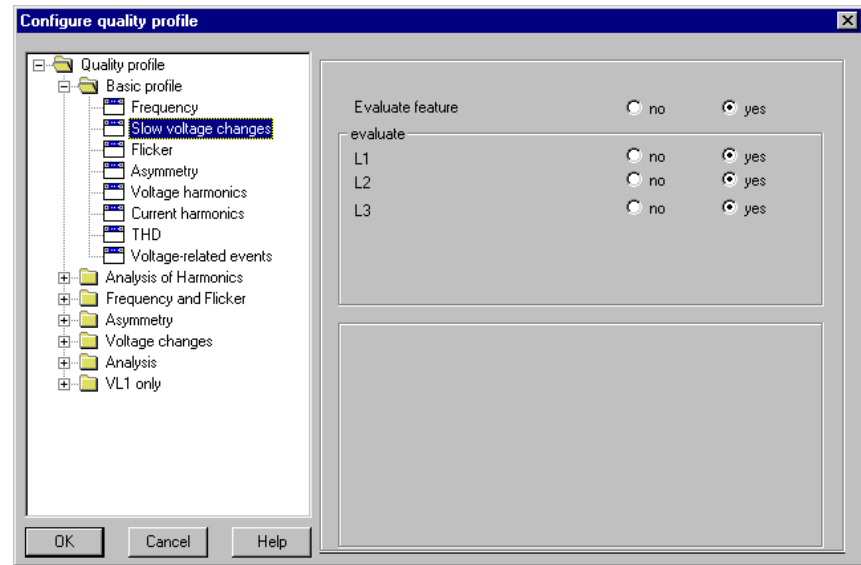 Configure quality profile
Quality profile
Basic profile
Frequency
Slow voltage changes
Flicker
Asymmetry
Voltage harmonics
Current harmonics
THD
Voltage-related events
Analysis of Harmonics
Frequency and Flicker
Asymmetry
Voltage changes
Analysis
VL1 only
Evaluate feature no yes
evaluate
L1 no yes
L2 no yes
L3 no yes
OK Cancel Help